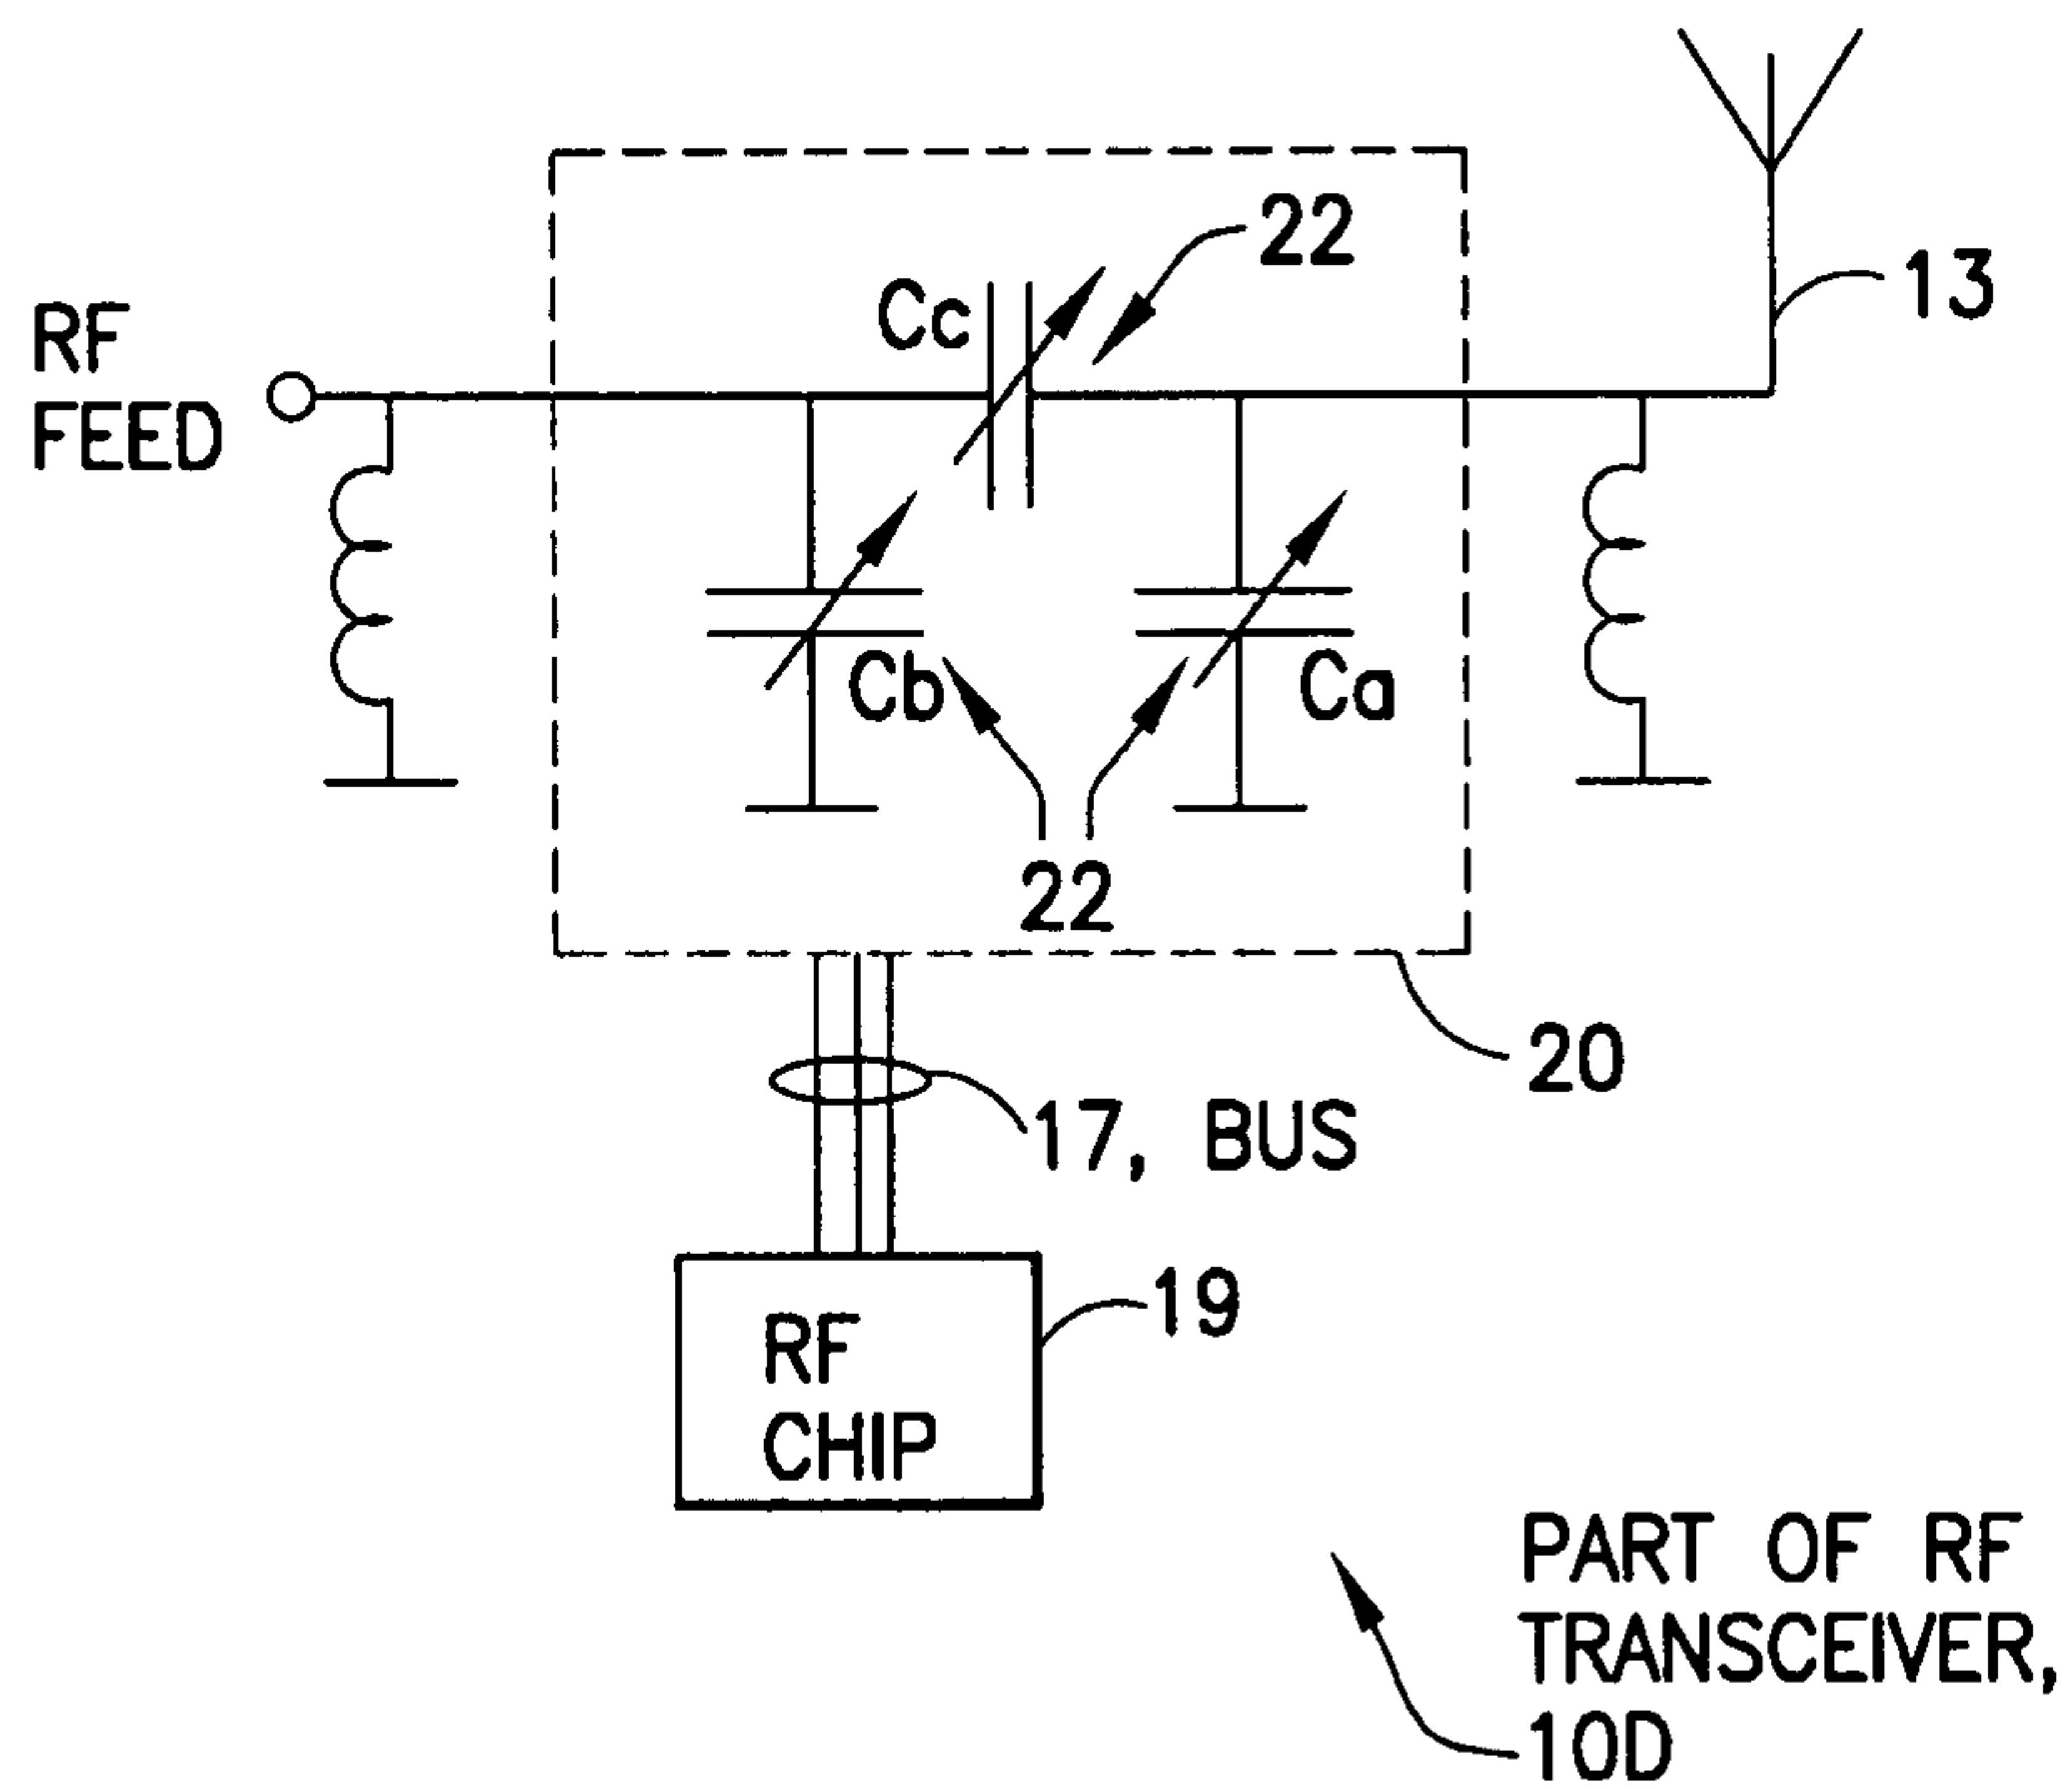 22
13
Cc
RF
FEED
Cb
Ca
22
20
17, BUS
19
RF
CHIP
PART OF RF
TRANSCEIVER,
10D